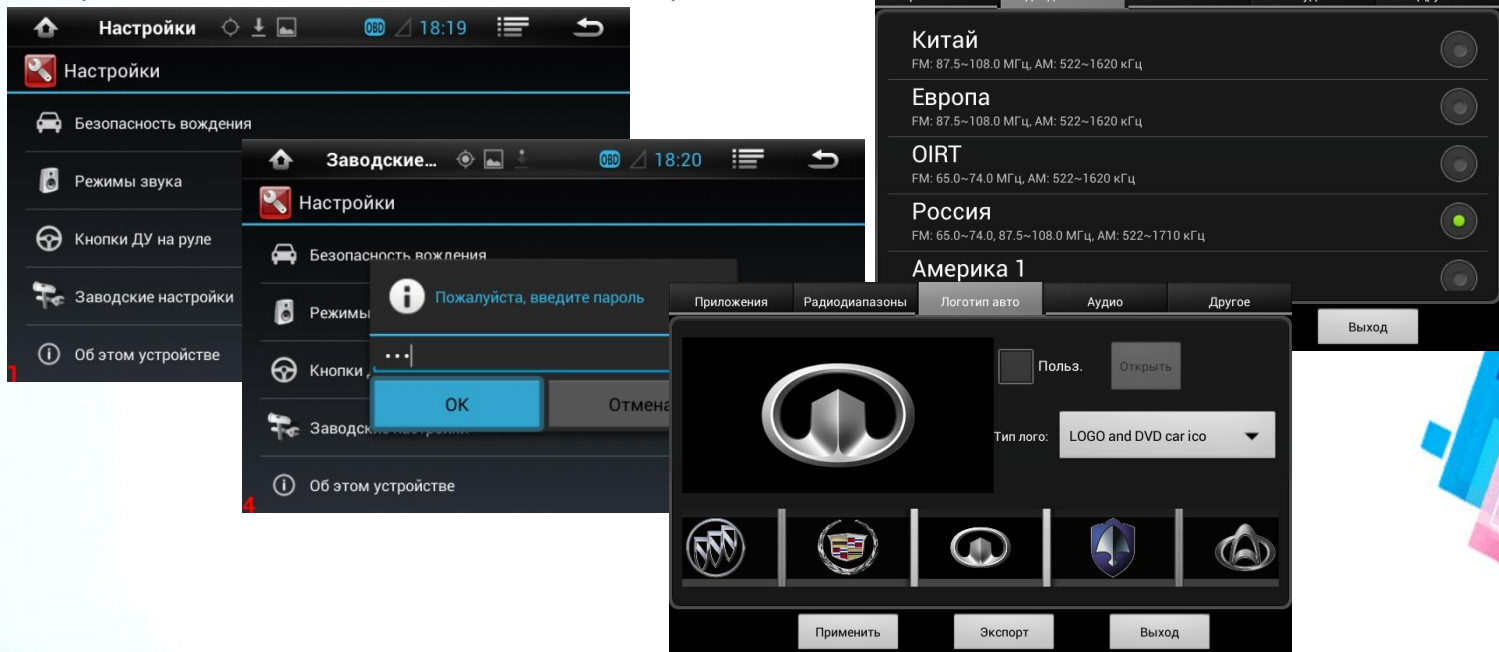 Настройки
OBD
18:19
Настройки
Безопасность вождения
Режимы звука
Кнопки ДУ на руле
Заводские настройки
Об этом устройстве
1
Заводские...
OBD
18:20
Настройки
Безопасность вождения
Пожалуйста, введите пароль
Режимы
...
Кнопки
OK
Отмена
Заводские настройки
Об этом устройстве
4
Китай
FM: 87.5~108.0 МГц, AM: 522~1620 кГц
Европа
FM: 87.5~108.0 МГц, AM: 522~1620 кГц
OIRT
FM: 65.0~74.0 МГц, AM: 522~1620 кГц
Россия
FM: 65.0~74.0, 87.5~108.0 МГц, AM: 522~1710 кГц
Америка 1
Выход
Приложения Радиодиапазоны Логотип авто Аудио Другое
Польз. Открыть
Тип лого: LOGO and DVD car ico
Применить Экспорт Выход